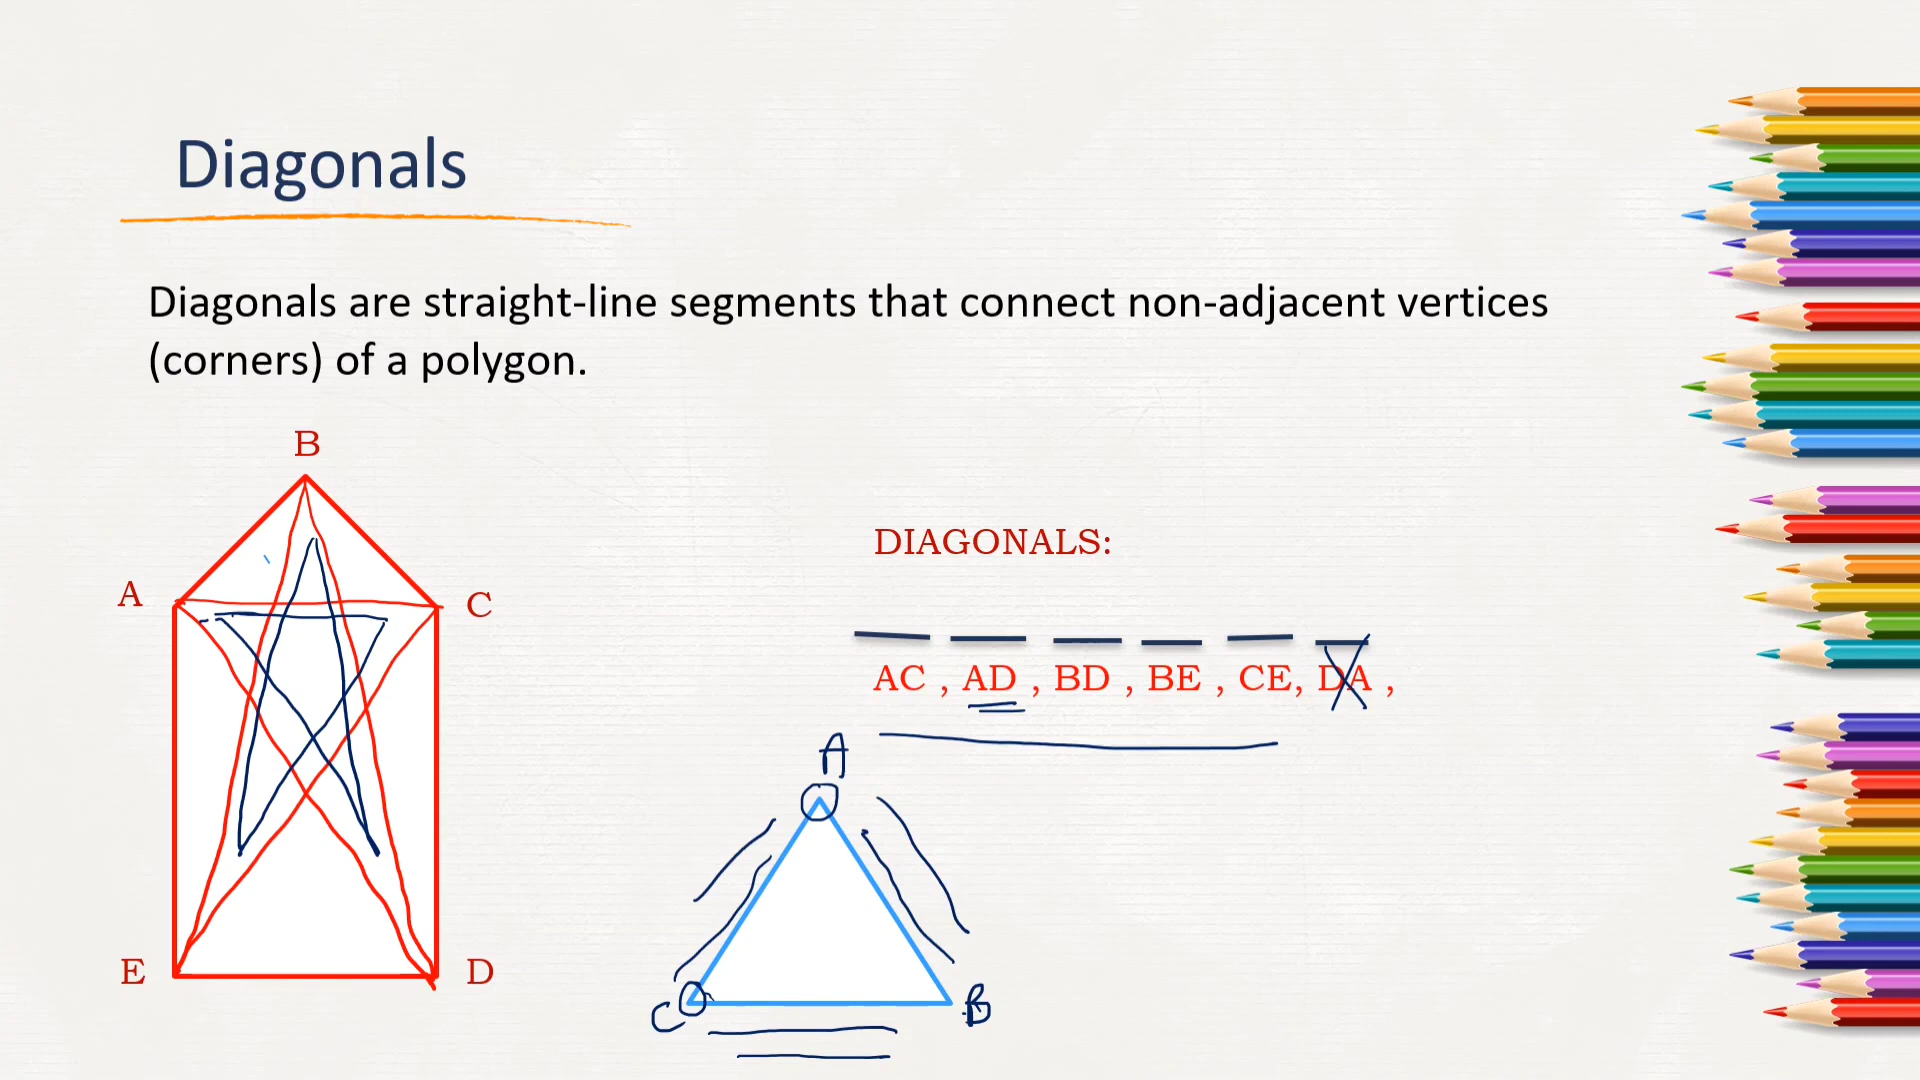 Diagonals
Diagonals are straight-line segments that connect non-adjacent vertices
(corners) of a polygon.
B
A
C
E
D
DIAGONALS:
AC , AD , BD , BE , CE, DA ,
A
C
B